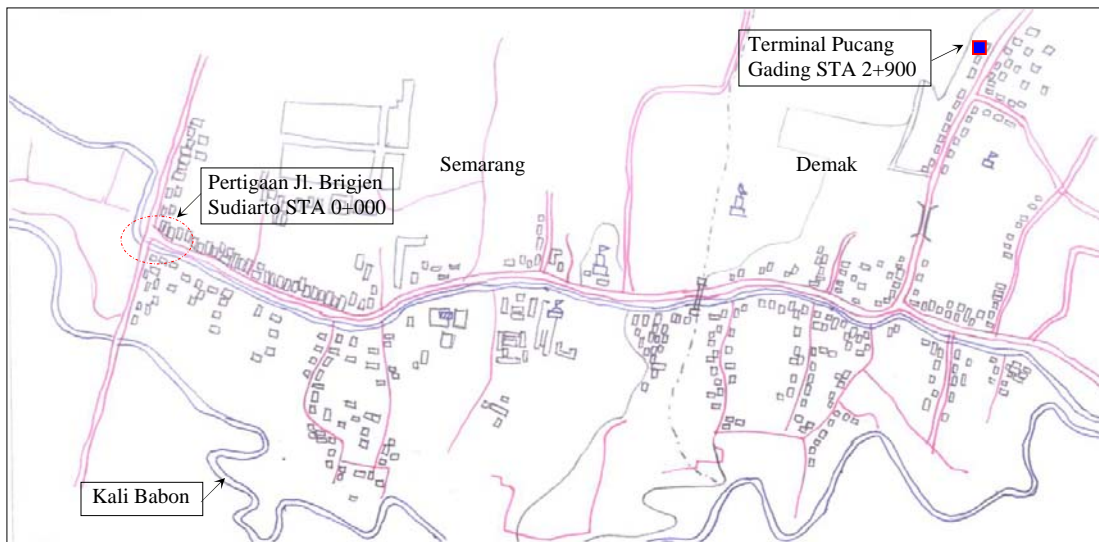 Terminal Pucang
Gading STA 2+900
Semarang
Demak
Pertigaan Jl. Brigjen
Sudiarto STA 0+000
Kali Babon